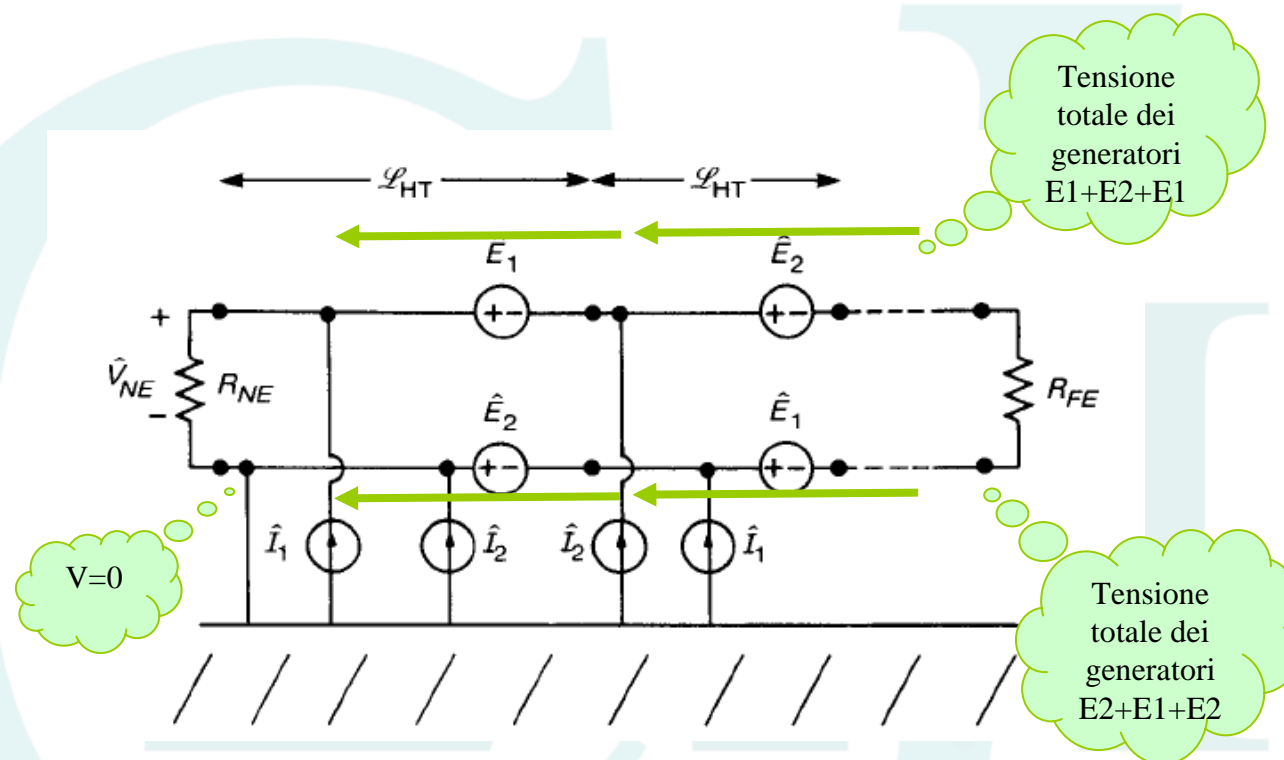 Tensione
totale dei
generatori
E1+E2+E1
ℒHT
ℒHT
E1
Ê2
+ -
+ -
+
V̂NE
-
RNE
RFE
Ê2
Ê1
+ -
+ -
Î1
Î2
Î2
Î1
V=0
Tensione
totale dei
generatori
E2+E1+E2